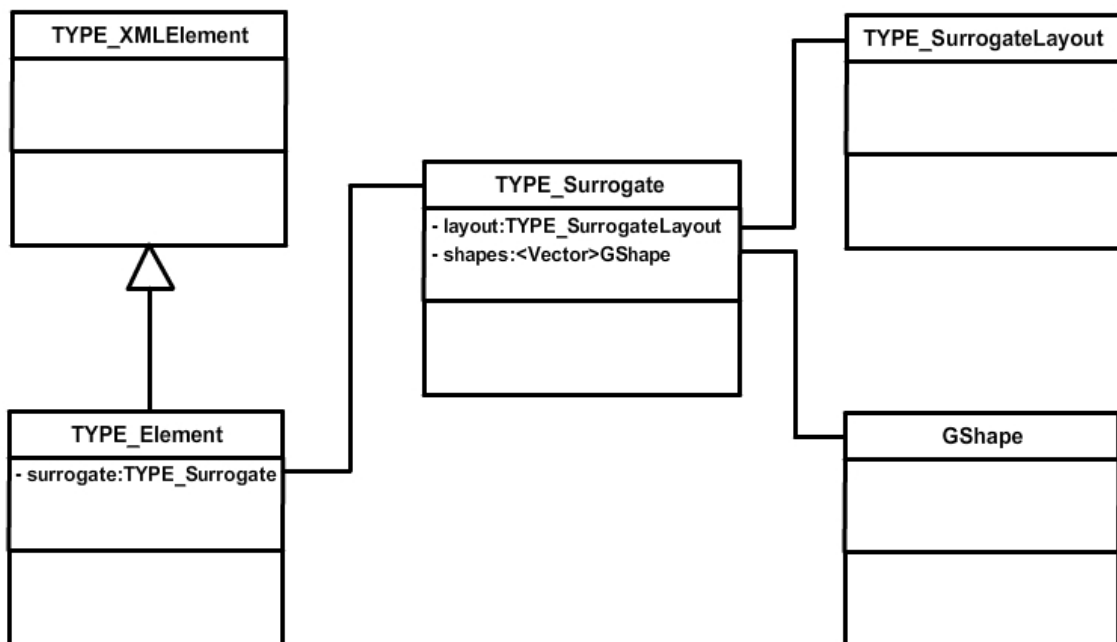 TYPE_XMLElement
TYPE_SurrogateLayout
TYPE_Surrogate
- layout:TYPE_SurrogateLayout
- shapes:<Vector>GShape
TYPE_Element
- surrogate:TYPE_Surrogate
GShape